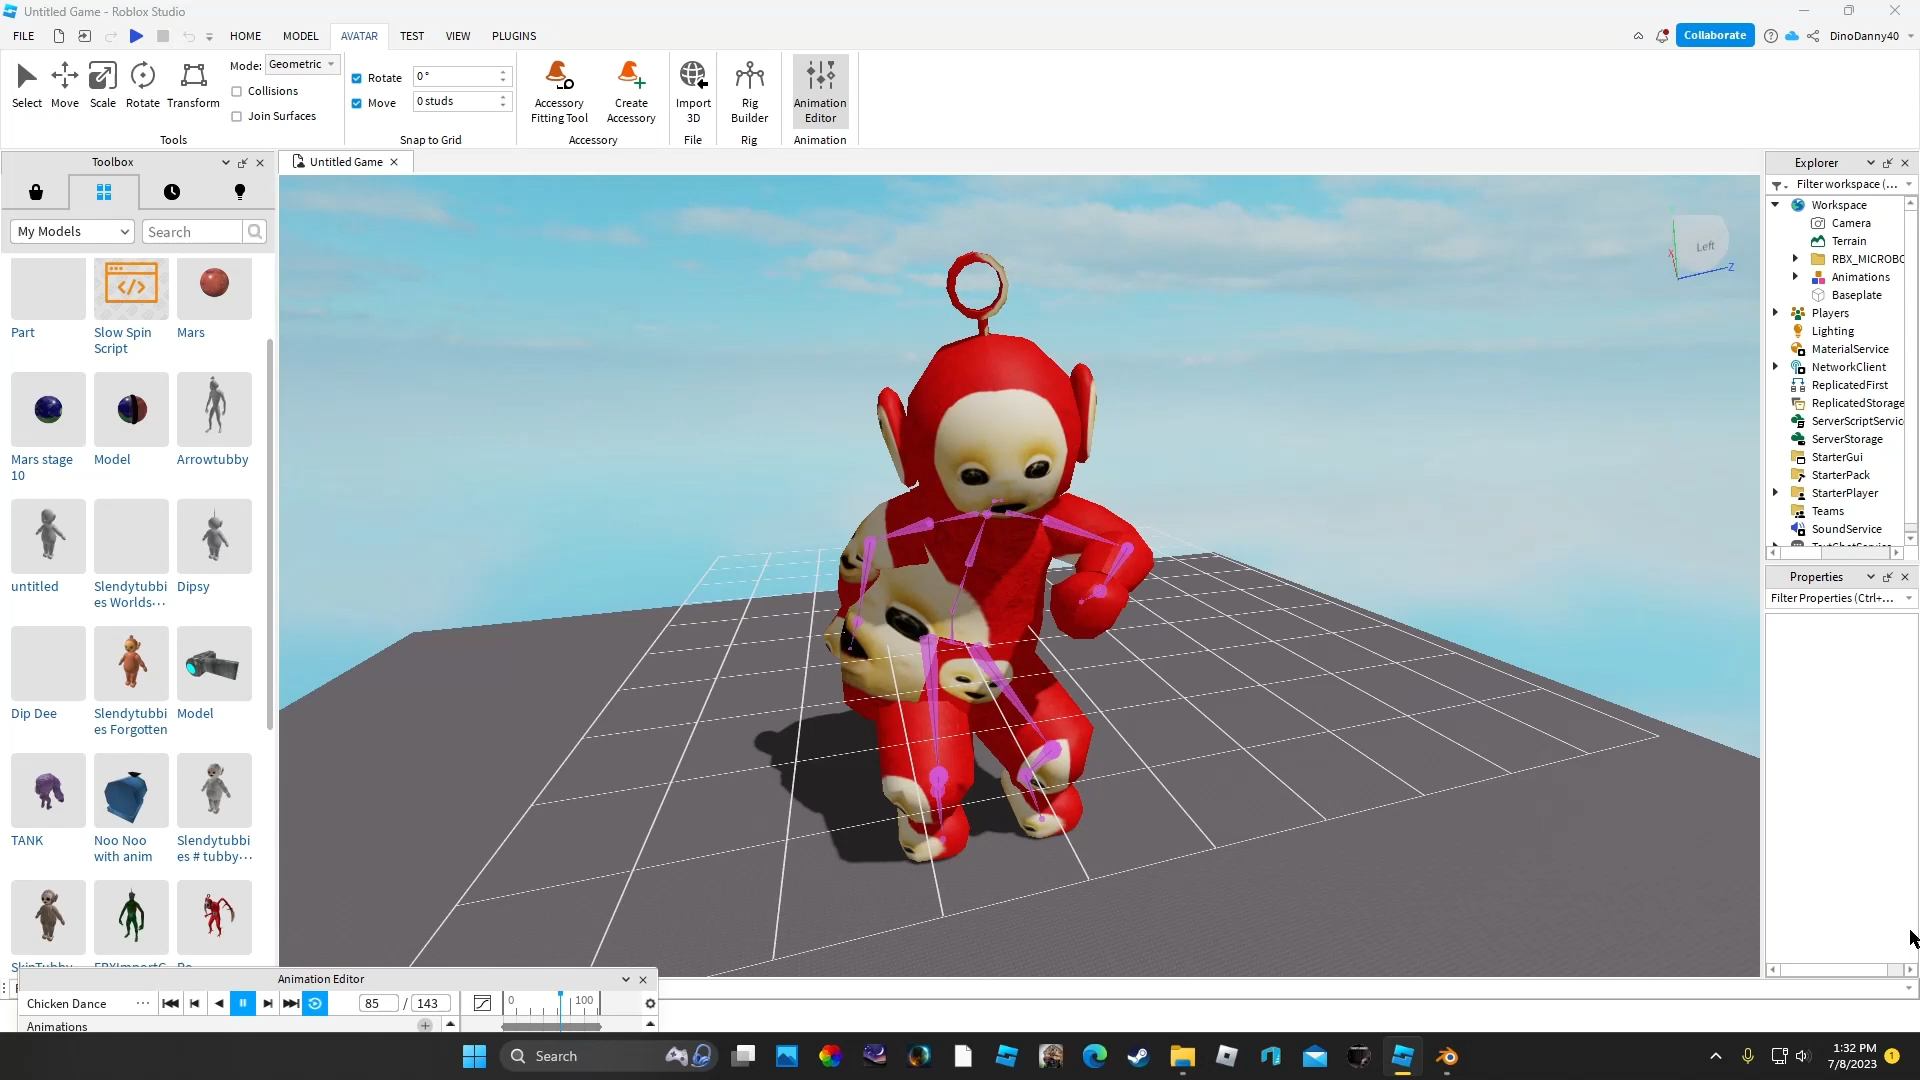 Untitled Game - Roblox Studio
FILE HOME MODEL AVATAR TEST VIEW PLUGINS
Collaborate
DinoDanny40
Select Move Scale Rotate Transform
Mode: Geometric
Collisions
Join Surfaces
Tools
Rotate 0 °
Move 0 studs
Snap to Grid
Accessory
Fitting Tool
Create
Accessory
Accessory
Import
3D
File
Rig
Builder
Rig
Animation
Editor
Animation
Toolbox
My Models
Search
Part
Slow Spin
Script
Mars
Mars stage
10
Model
Arrowtubby
untitled
Slendytubbi
es Worlds···
Dipsy
Dip Dee
Slendytubbi
es Forgotten
Model
TANK
Noo Noo
with anim
Slendytubbi
es # tubby···
Untitled Game
Left
X
Z
Explorer
Filter workspace (...
Workspace
Camera
Terrain
RBX_MICROBO
Animations
Baseplate
Players
Lighting
MaterialService
NetworkClient
ReplicatedFirst
ReplicatedStorage
ServerScriptServic
ServerStorage
StarterGui
StarterPack
StarterPlayer
Teams
SoundService
Properties
Filter Properties (Ctrl+...
Animation Editor
Chicken Dance
85 / 143
0 100
Animations
Search
1:32 PM
7/8/2023
1